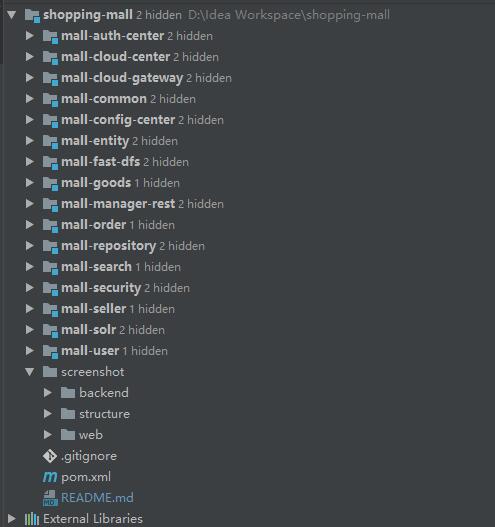 shopping-mall 2 hidden D:\Idea Workspace\shopping-mall
mall-auth-center 2 hidden
mall-cloud-center 2 hidden
mall-cloud-gateway 2 hidden
mall-common 2 hidden
mall-config-center 2 hidden
mall-entity 2 hidden
mall-fast-dfs 2 hidden
mall-goods 1 hidden
mall-manager-rest 2 hidden
mall-order 1 hidden
mall-repository 2 hidden
mall-search 1 hidden
mall-security 2 hidden
mall-seller 1 hidden
mall-solr 2 hidden
mall-user 1 hidden
screenshot
backend
structure
web
.gitignore
m pom.xml
MD README.md
External Libraries